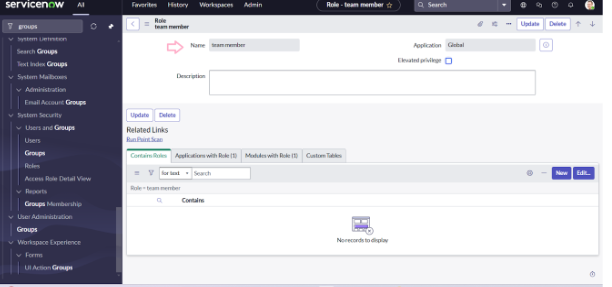 servicenow All Favorites History Workspaces Admin Role - team member Search
groups
Role
team member
Update Delete
System Definition
Search Groups
Text Index Groups
System Mailboxes
Administration
Email Account Groups
System Security
Users and Groups
Users
Groups
Roles
Access Role Detail View
Reports
Groups Membership
User Administration
Groups
Workspace Experience
Forms
UI Action Groups
Name team member
Application Global
Elevated privilege
Description
Update Delete
Related Links
Run Point Scan
Contains Roles Applications with Role (1) Modules with Role (1) Custom Tables
for text Search New Edit...
Role = team member
Contains
No records to display